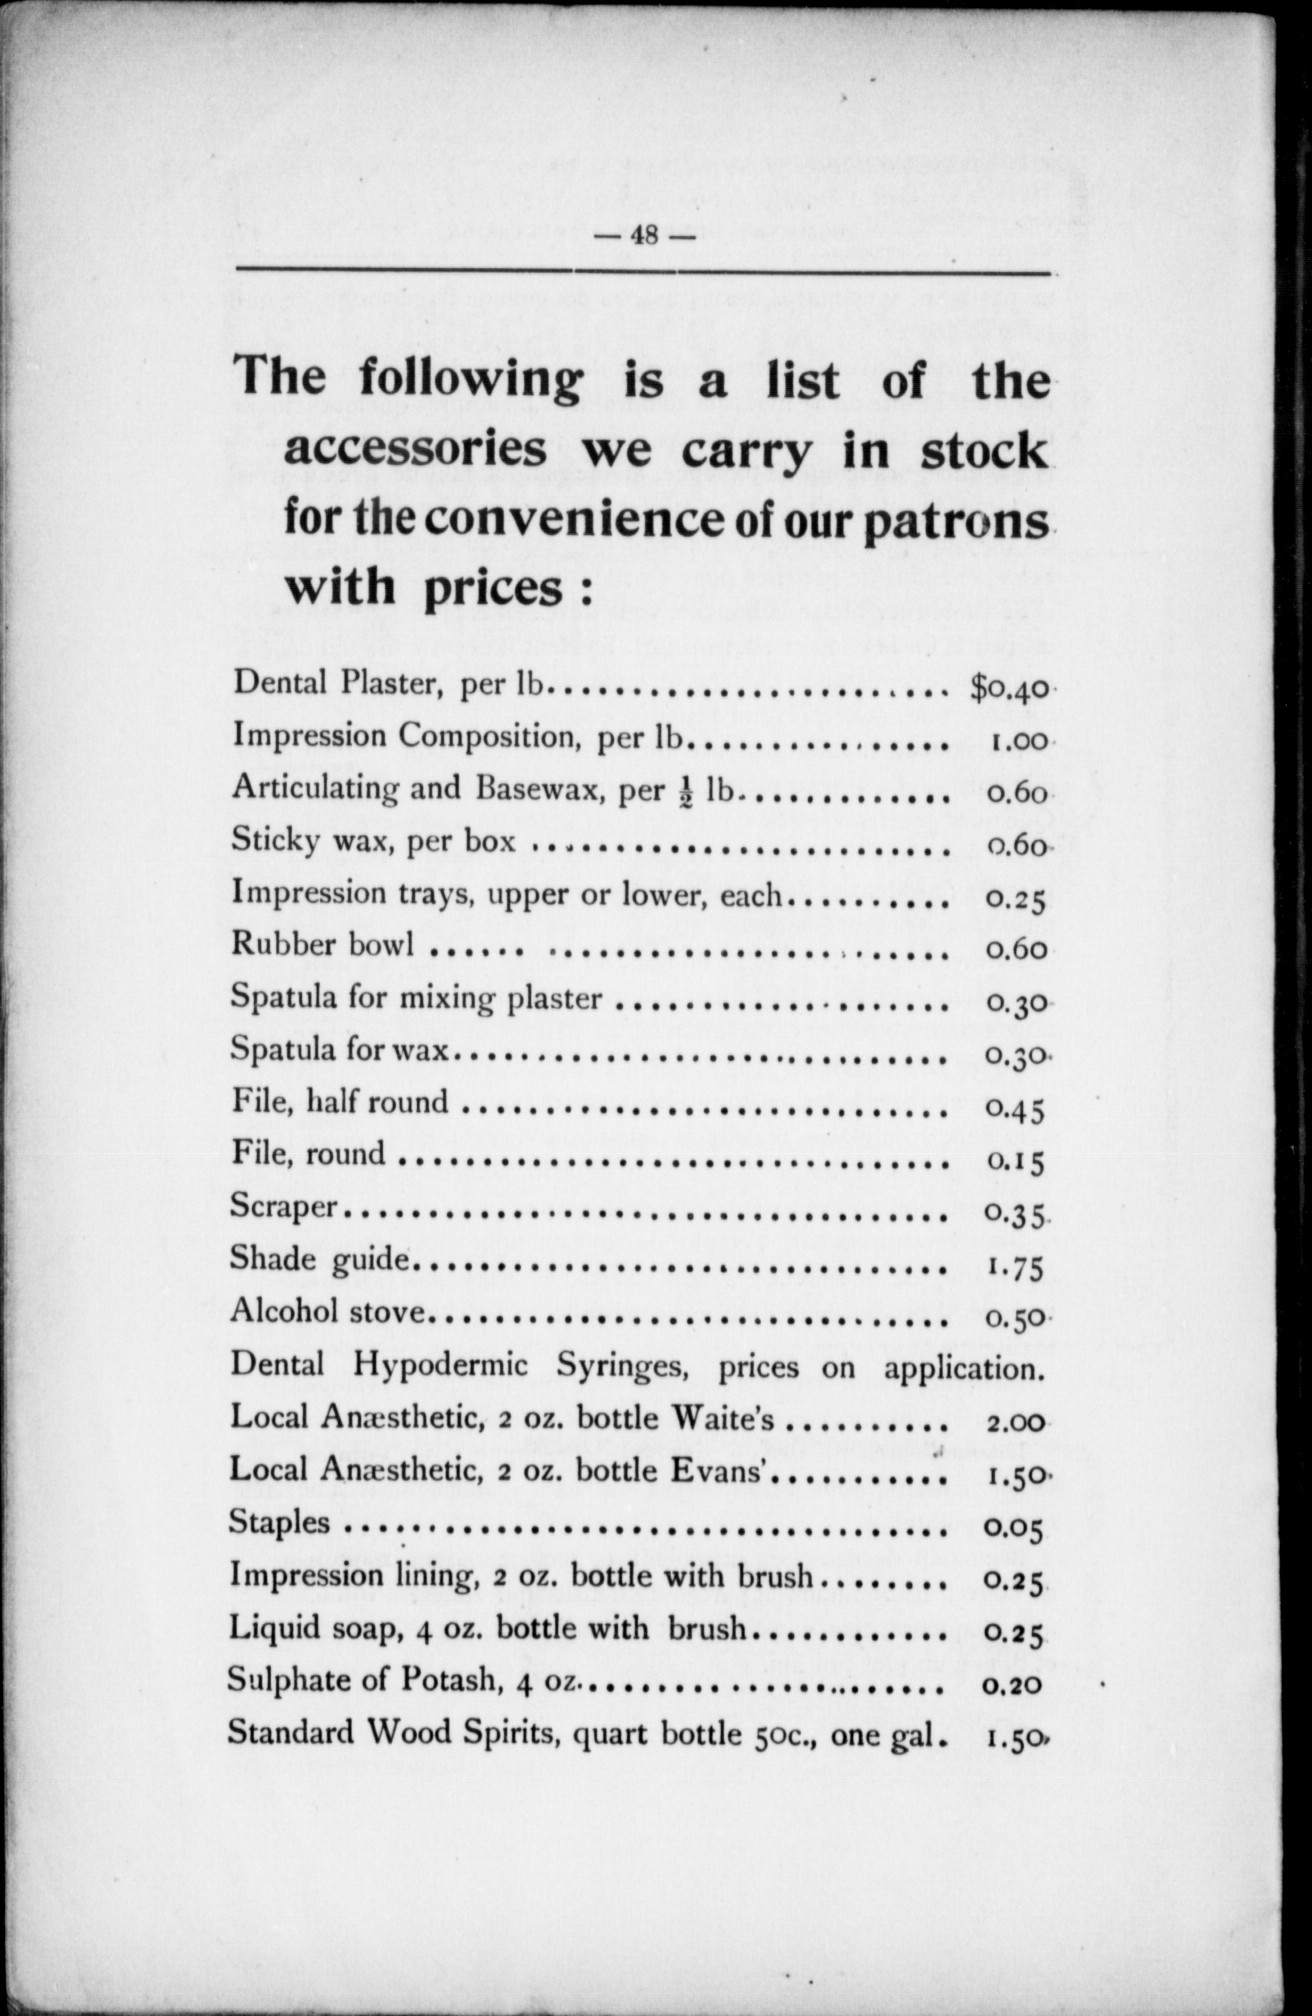 — 48 —
The following is a list of the
accessories we carry in stock
for the convenience of our patrons
with prices :
Dental Plaster, per lb........................ $0.40
Impression Composition, per lb................ 1.00
Articulating and Basewax, per ½ lb............. 0.60
Sticky wax, per box ......................... 0.60
Impression trays, upper or lower, each.......... 0.25
Rubber bowl ...... ........................ 0.60
Spatula for mixing plaster .................... 0.30
Spatula for wax.............................. 0.30
File, half round ............................. 0.45
File, round ................................. 0.15
Scraper.................................... 0.35
Shade guide................................ 1.75
Alcohol stove............................... 0.50
Dental Hypodermic Syringes, prices on application.
Local Anæsthetic, 2 oz. bottle Waite's .......... 2.00
Local Anæsthetic, 2 oz. bottle Evans'........... 1.50
Staples .................................... 0.05
Impression lining, 2 oz. bottle with brush........ 0.25
Liquid soap, 4 oz. bottle with brush............ 0.25
Sulphate of Potash, 4 oz...................... 0.20
Standard Wood Spirits, quart bottle 50c., one gal. 1.50